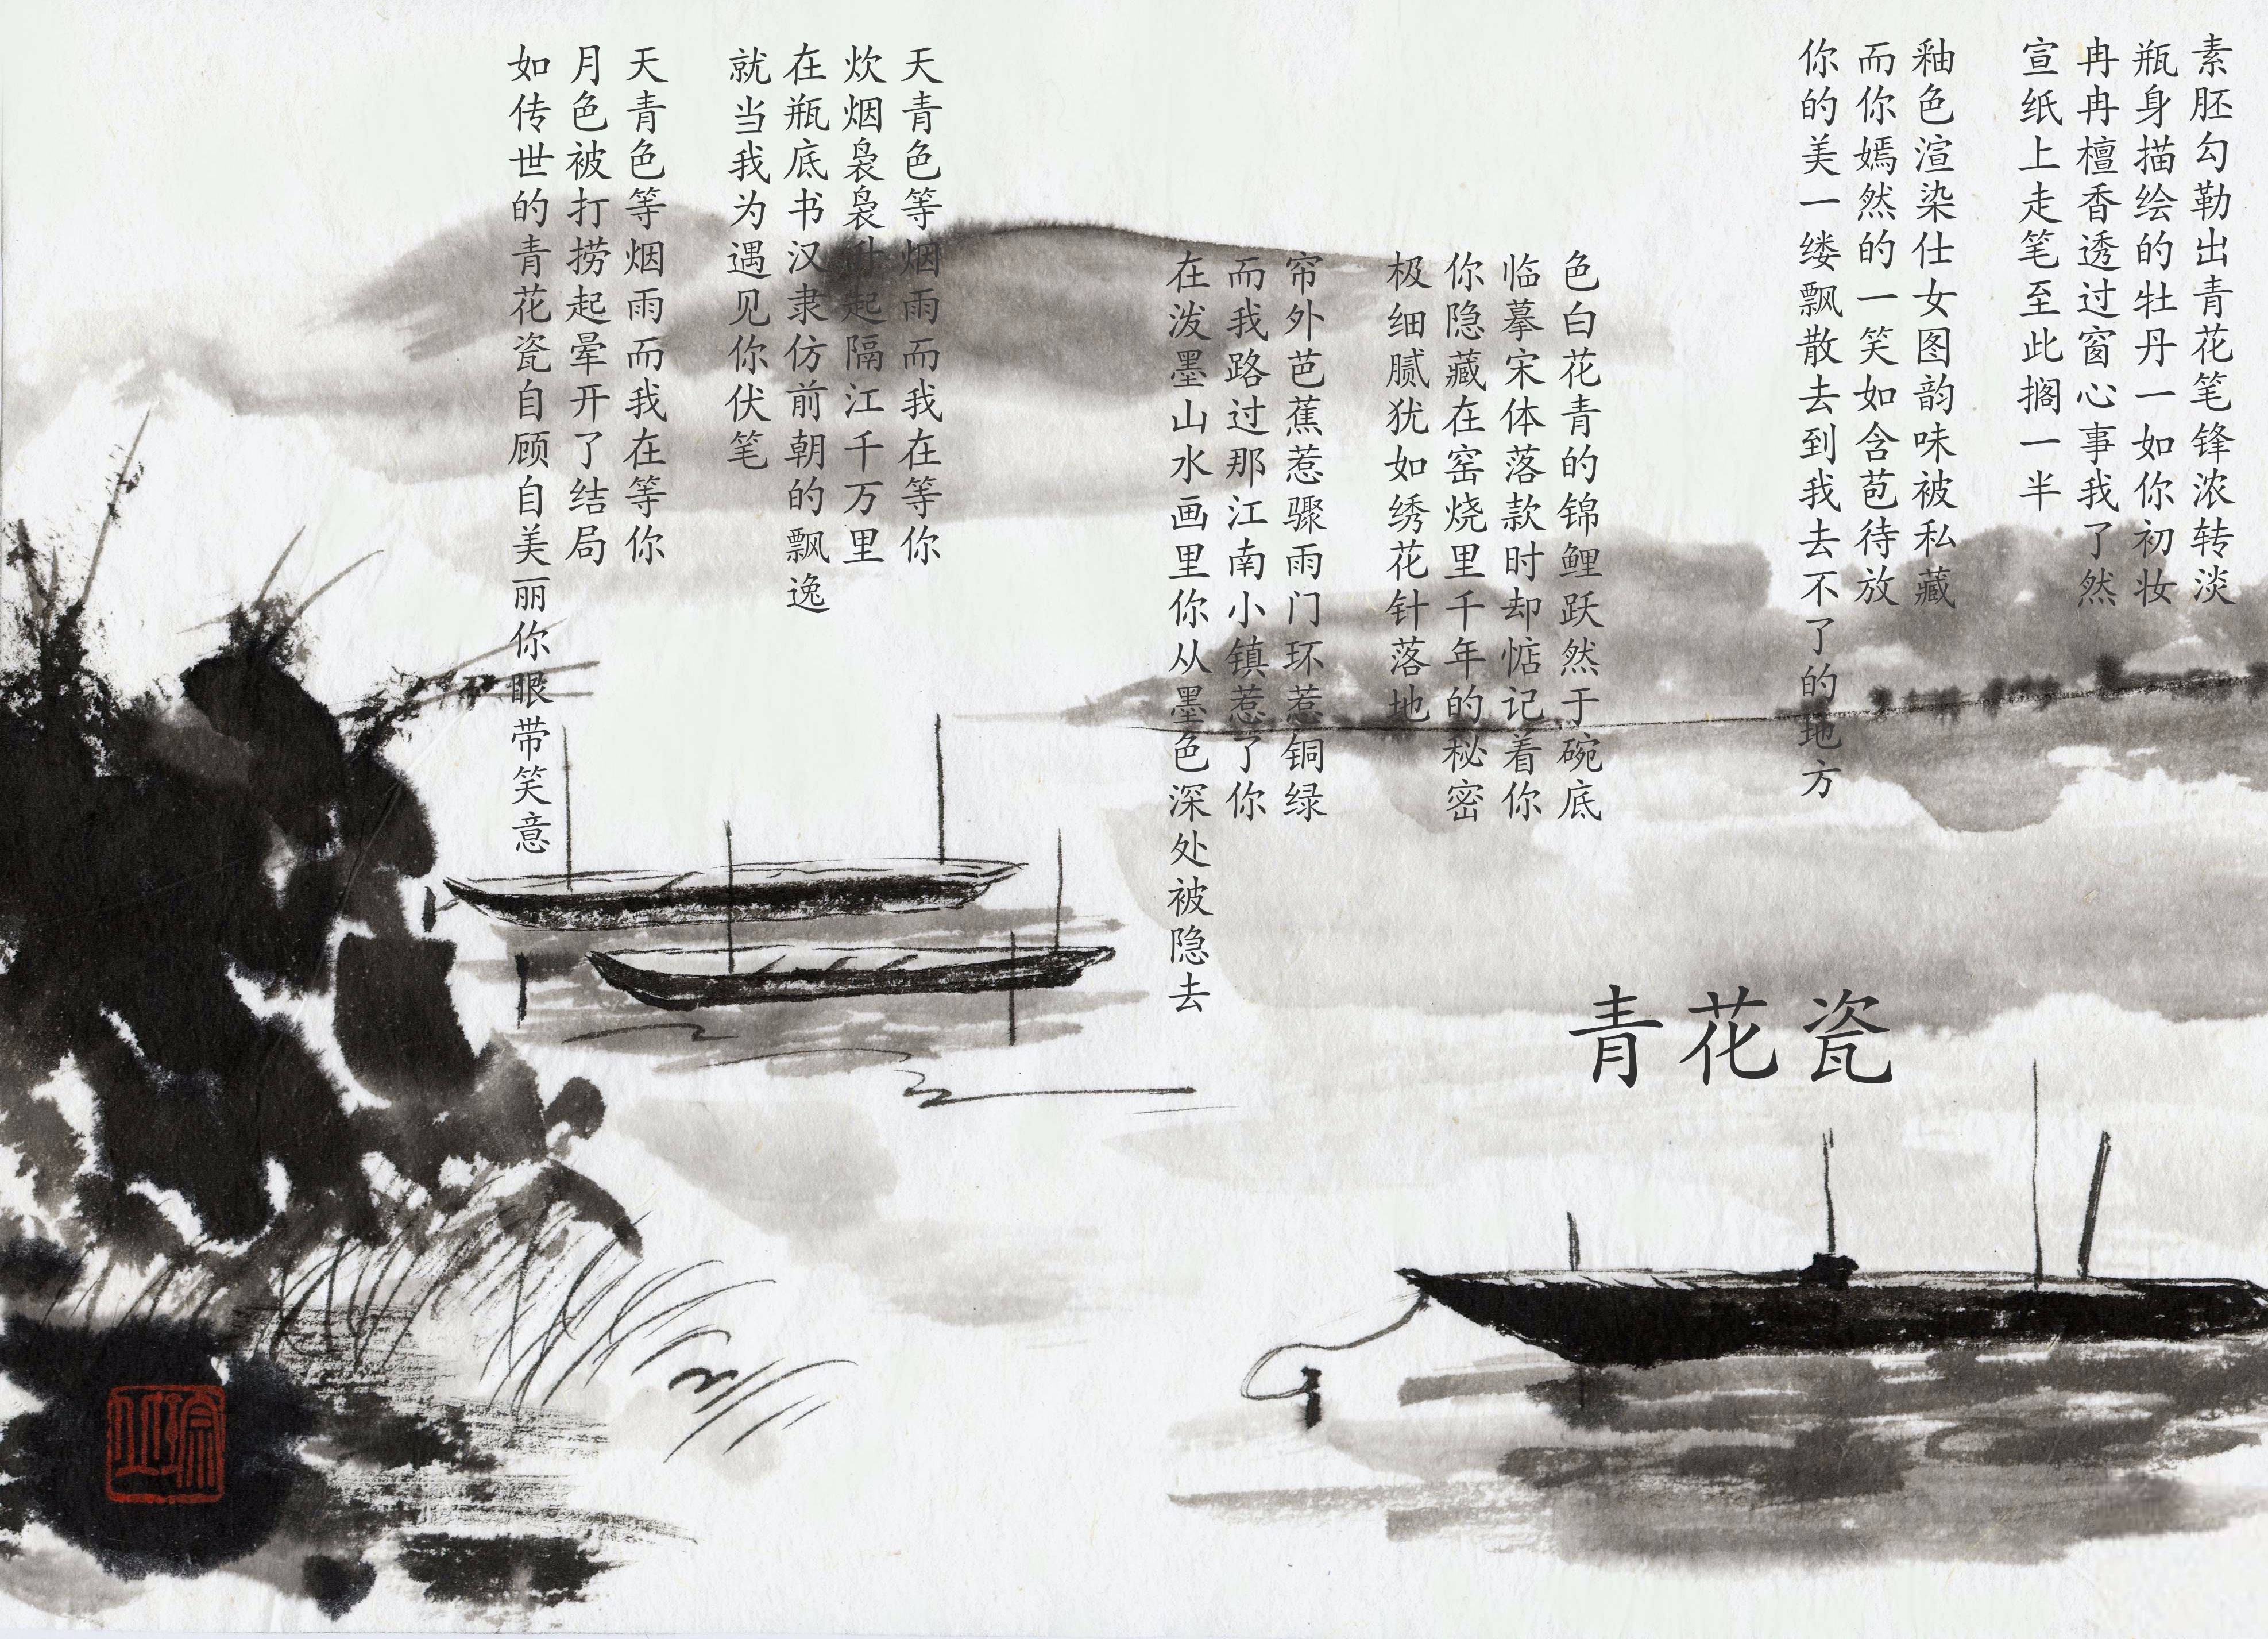 素胚勾勒出青花笔锋浓转淡
瓶身描绘的牡丹一如你初妆
冉冉檀香透过窗心事我了然
宣纸上走笔至此搁一半
釉色渲染仕女图韵味被私藏
而你嫣然的一笑如含苞待放
你的美一缕飘散去到我去不了的地方
色白花青的锦鲤跃然于碗底
临摹宋体落款时却惦记着你
你隐藏在窑烧里千年的秘密
极细腻犹如绣花针落地
帘外芭蕉惹骤雨门环惹铜绿
而我路过那江南小镇惹了你
在泼墨山水画里你从墨色深处被隐去
天青色等烟雨而我在等你
炊烟袅袅升起隔江千万里
在瓶底书汉隶仿前朝的飘逸
就当我为遇见你伏笔
天青色等烟雨而我在等你
月色被打捞起晕开了结局
如传世的青花瓷自顾自美丽你眼带笑意
青花瓷